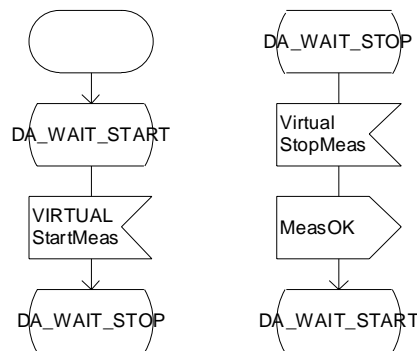 DA_WAIT_START
VIRTUAL
StartMeas
DA_WAIT_STOP
DA_WAIT_STOP
Virtual
StopMeas
MeasOK
DA_WAIT_START